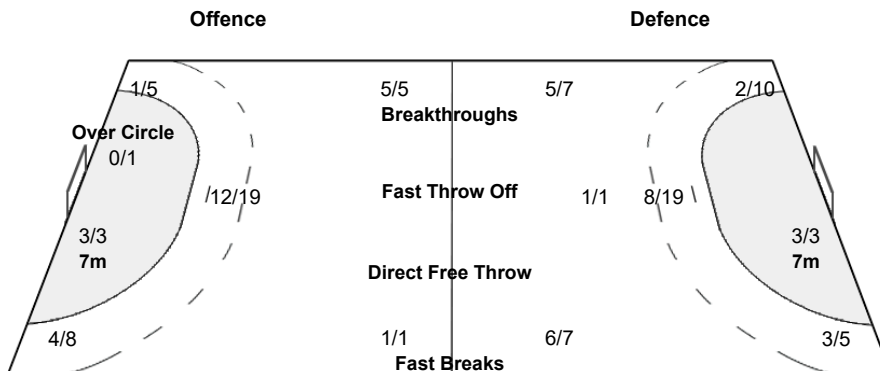 Offence Defence
1/5 5/5 5/7 2/10
Breakthroughs
Over Circle
0/1
Fast Throw Off
12/19 1/1 8/19
3/3 3/3
7m 7m
Direct Free Throw
4/8 1/1 6/7 3/5
Fast Breaks